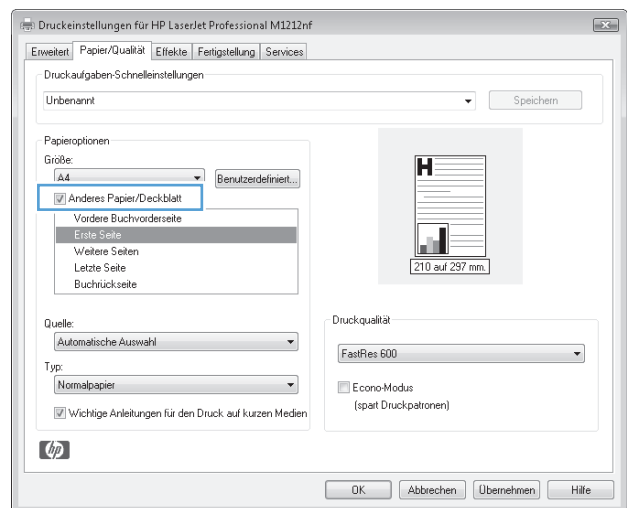 Druckeinstellungen für HP LaserJet Professional M1212nf
Erweitert Papier/Qualität Effekte Fertigstellung Services
Druckaufgaben-Schnelleinstellungen
Unbenannt Speichern
Papieroptionen
Größe:
A4 Benutzerdefiniert...
Anderes Papier/Deckblatt
Vordere Buchvorderseite
Erste Seite
Weitere Seiten
Letzte Seite
Buchrückseite
H
210 auf 297 mm.
Quelle:
Automatische Auswahl
Typ:
Normalpapier
Wichtige Anleitungen für den Druck auf kurzen Medien
Druckqualität
FastRes 600
Econo-Modus
(spart Druckpatronen)
hp
OK Abbrechen Übernehmen Hilfe